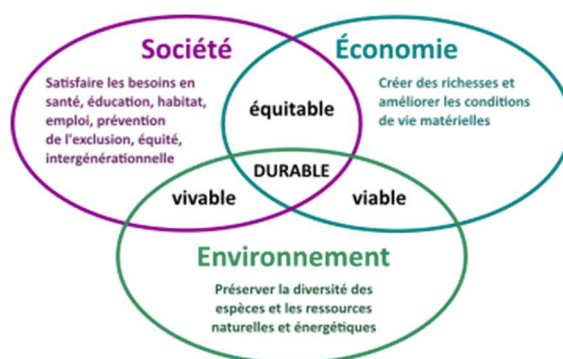 Société
Économie
Satisfaire les besoins en
santé, éducation, habitat,
emploi, prévention
de l'exclusion, équité,
intergénérationnelle
Créer des richesses et
améliorer les conditions
de vie matérielles
équitable
DURABLE
vivable
viable
Environnement
Préserver la diversité des
espèces et les ressources
naturelles et énergétiques